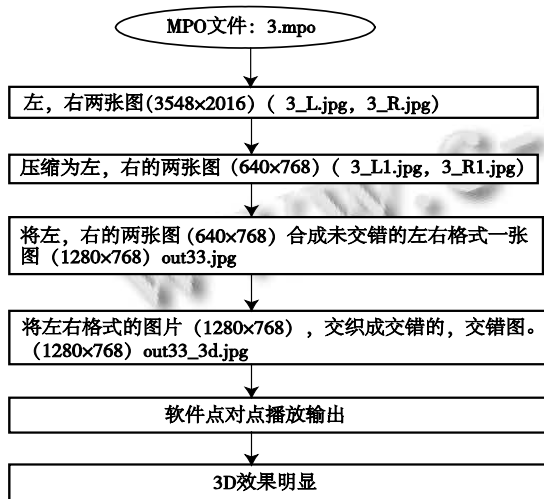 MPO文件：3.mpo
左，右两张图(3548×2016)( 3_L.jpg，3_R.jpg)
压缩为左，右的两张图(640×768)( 3_L1.jpg，3_R1.jpg)
将左，右的两张图(640×768)合成未交错的左右格式一张
图(1280×768)out33.jpg
将左右格式的图片(1280×768)，交织成交错的，交错图。
(1280×768)out33_3d.jpg
软件点对点播放输出
3D效果明显